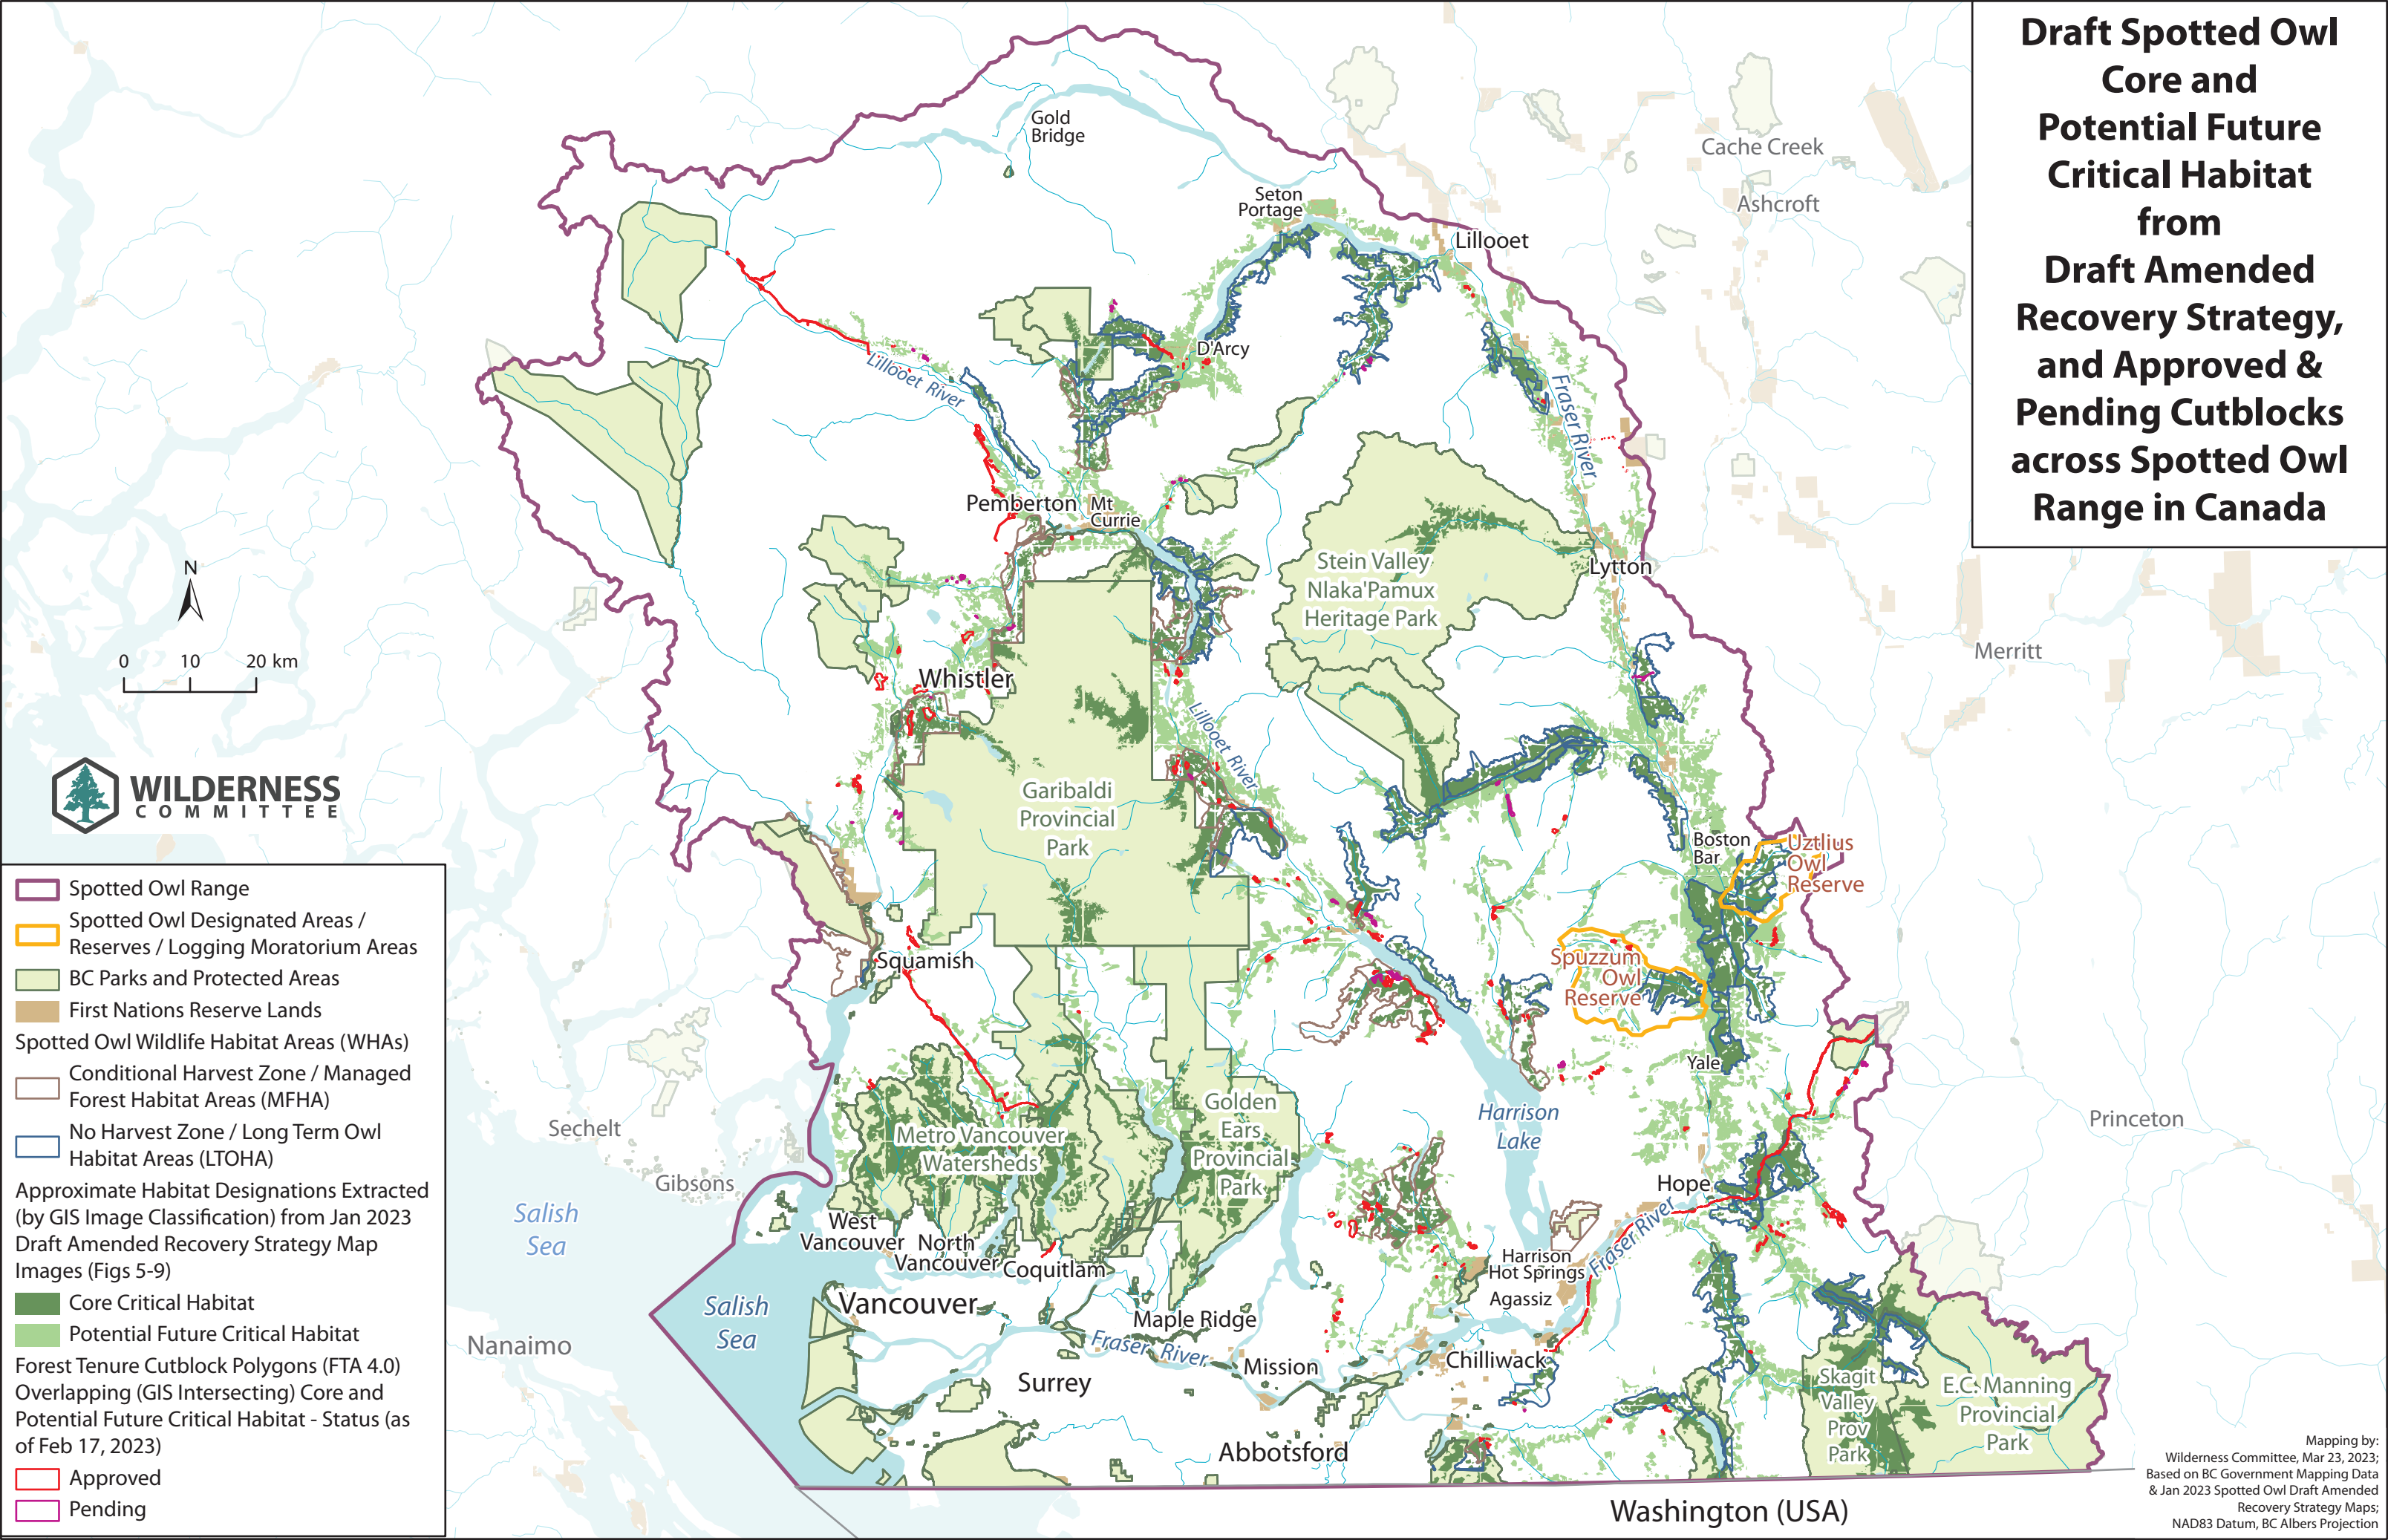 Draft Spotted Owl
Core and
Potential Future
Critical Habitat
from
Draft Amended
Recovery Strategy,
and Approved &
Pending Cutblocks
across Spotted Owl
Range in Canada
Gold
Bridge
Cache Creek
Ashcroft
Seton
Portage
Lillooet
D'Arcy
Lillooet River
Fraser River
Pemberton
Mt
Currie
Stein Valley
Nlaka'Pamux
Heritage Park
Lytton
N
0 10 20 km
Merritt
Whistler
Lillooet River
WILDERNESS
COMMITTEE
Garibaldi
Provincial
Park
Boston
Bar
Uztlius
Owl
Reserve
Squamish
Spuzzum
Owl
Reserve
Yale
Golden
Ears
Provincial
Park
Harrison
Lake
Princeton
Sechelt
Metro Vancouver
Watersheds
Gibsons
Hope
Salish
Sea
West
Vancouver
North
Vancouver
Coquitlam
Harrison
Hot Springs
Agassiz
Fraser River
Salish
Sea
Vancouver
Maple Ridge
Nanaimo
Fraser River
Mission
Chilliwack
Surrey
Skagit
Valley
Prov
Park
E.C. Manning
Provincial
Park
Abbotsford
Washington (USA)
Spotted Owl Range
Spotted Owl Designated Areas /
Reserves / Logging Moratorium Areas
BC Parks and Protected Areas
First Nations Reserve Lands
Spotted Owl Wildlife Habitat Areas (WHAs)
Conditional Harvest Zone / Managed
Forest Habitat Areas (MFHA)
No Harvest Zone / Long Term Owl
Habitat Areas (LTOHA)
Approximate Habitat Designations Extracted
(by GIS Image Classification) from Jan 2023
Draft Amended Recovery Strategy Map
Images (Figs 5-9)
Core Critical Habitat
Potential Future Critical Habitat
Forest Tenure Cutblock Polygons (FTA 4.0)
Overlapping (GIS Intersecting) Core and
Potential Future Critical Habitat - Status (as
of Feb 17, 2023)
Approved
Pending
Mapping by:
Wilderness Committee, Mar 23, 2023;
Based on BC Government Mapping Data
& Jan 2023 Spotted Owl Draft Amended
Recovery Strategy Maps;
NAD83 Datum, BC Albers Projection